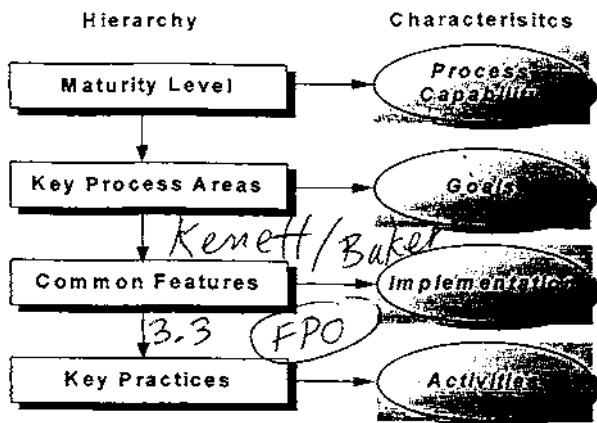 Hierarchy Characterisitcs
Maturity Level
Process
Capability
Key Process Areas
Goals
Kenett/Baker
Common Features
Implementation
3.3 FPO
Key Practices
Activities